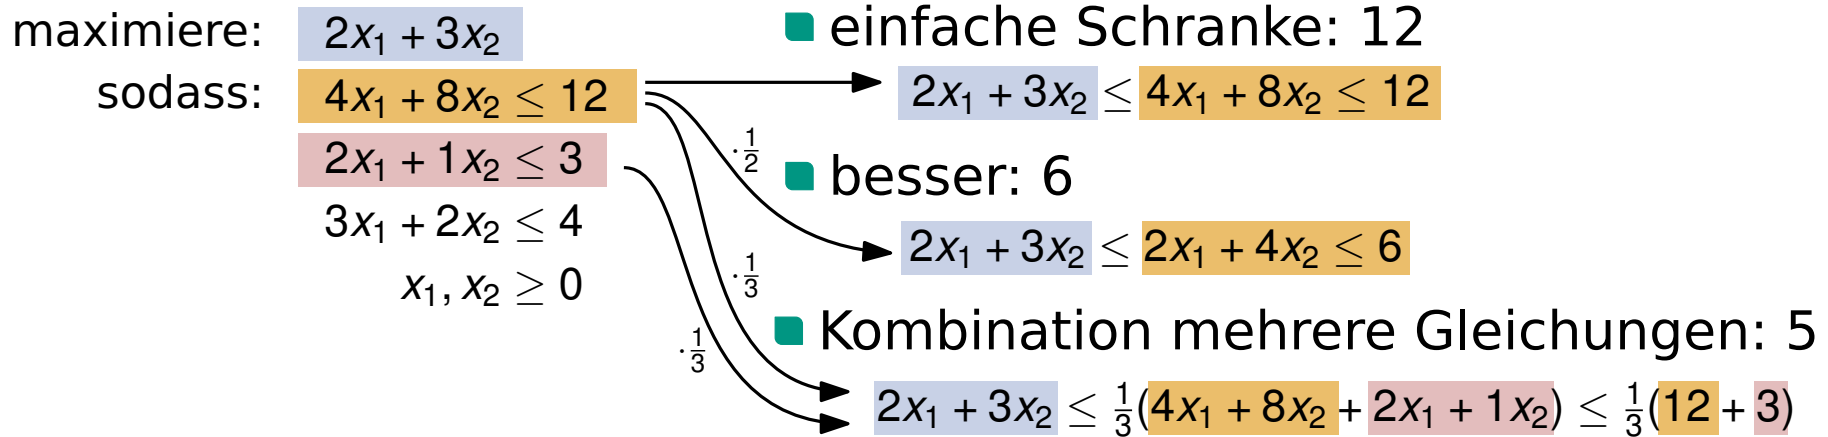 maximiere: 2x₁ + 3x₂
sodass: 4x₁ + 8x₂ ≤ 12
2x₁ + 1x₂ ≤ 3
3x₁ + 2x₂ ≤ 4
x₁, x₂ ≥ 0
·½
·⅓
·⅓
einfache Schranke: 12
2x₁ + 3x₂ ≤ 4x₁ + 8x₂ ≤ 12
besser: 6
2x₁ + 3x₂ ≤ 2x₁ + 4x₂ ≤ 6
Kombination mehrere Gleichungen: 5
2x₁ + 3x₂ ≤ ⅓(4x₁ + 8x₂ + 2x₁ + 1x₂) ≤ ⅓(12 + 3)